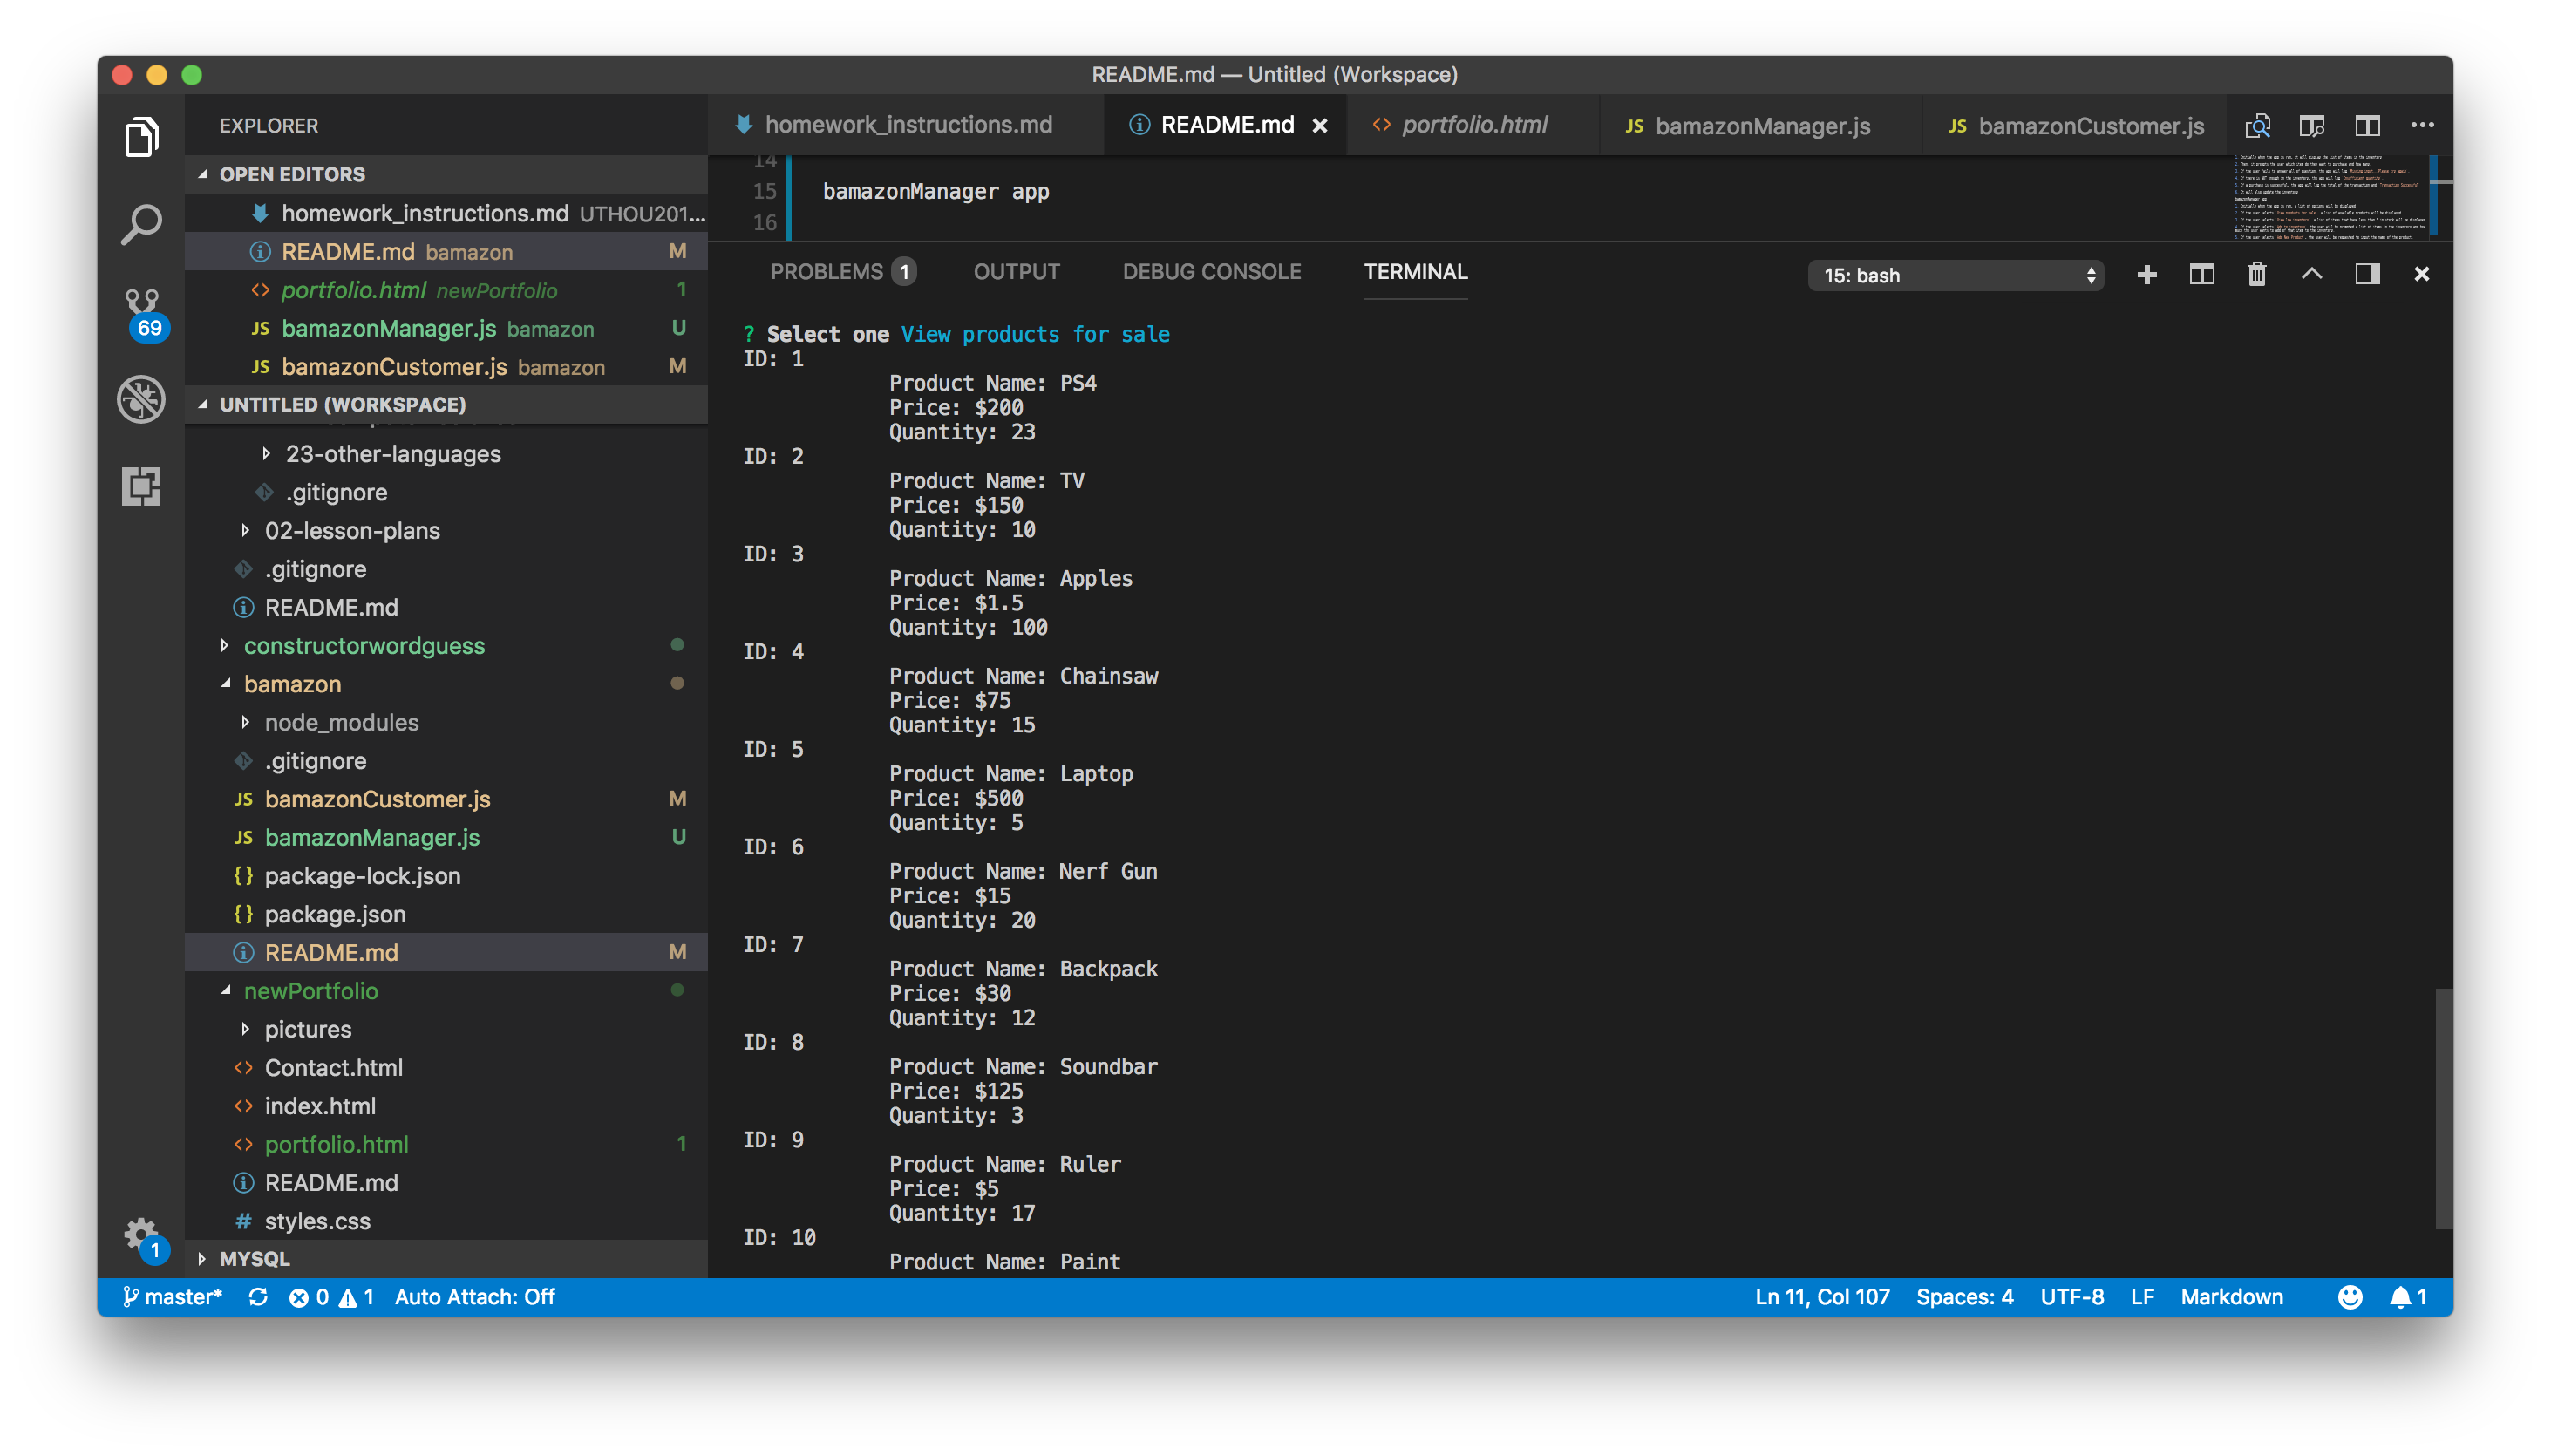 README.md — Untitled (Workspace)
EXPLORER
OPEN EDITORS
homework_instructions.md UTHOU201...
README.md bamazon M
portfolio.html newPortfolio 1
bamazonManager.js bamazon U
bamazonCustomer.js bamazon M
UNTITLED (WORKSPACE)
23-other-languages
.gitignore
02-lesson-plans
.gitignore
README.md
constructorwordguess
bamazon
node_modules
.gitignore
JS bamazonCustomer.js M
JS bamazonManager.js U
{} package-lock.json
{} package.json
README.md M
newPortfolio
pictures
<> Contact.html
<> index.html
<> portfolio.html 1
README.md
# styles.css
MYSQL
69
1
homework_instructions.md README.md × portfolio.html JS bamazonManager.js JS bamazonCustomer.js
14
15 bamazonManager app
16
PROBLEMS 1 OUTPUT DEBUG CONSOLE TERMINAL 15: bash
? Select one View products for sale
ID: 1
Product Name: PS4
Price: $200
Quantity: 23
ID: 2
Product Name: TV
Price: $150
Quantity: 10
ID: 3
Product Name: Apples
Price: $1.5
Quantity: 100
ID: 4
Product Name: Chainsaw
Price: $75
Quantity: 15
ID: 5
Product Name: Laptop
Price: $500
Quantity: 5
ID: 6
Product Name: Nerf Gun
Price: $15
Quantity: 20
ID: 7
Product Name: Backpack
Price: $30
Quantity: 12
ID: 8
Product Name: Soundbar
Price: $125
Quantity: 3
ID: 9
Product Name: Ruler
Price: $5
Quantity: 17
ID: 10
Product Name: Paint
master* 0 1 Auto Attach: Off Ln 11, Col 107 Spaces: 4 UTF-8 LF Markdown 1